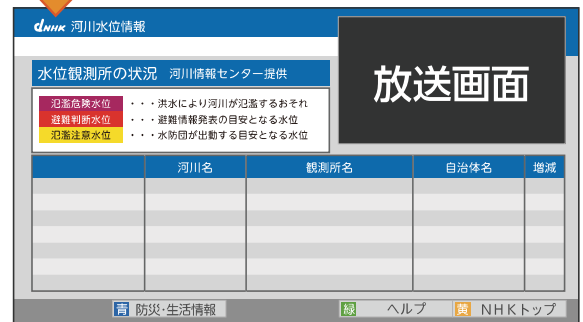 dNHK 河川水位情報
放送画面
水位観測所の状況 河川情報センター提供
氾濫危険水位 ・・・洪水により河川が氾濫するおそれ
避難判断水位 ・・・避難情報発表の目安となる水位
氾濫注意水位 ・・・水防団が出動する目安となる水位
河川名 観測所名 自治体名 増減
青 防災・生活情報 緑 ヘルプ 黄 NHKトップ